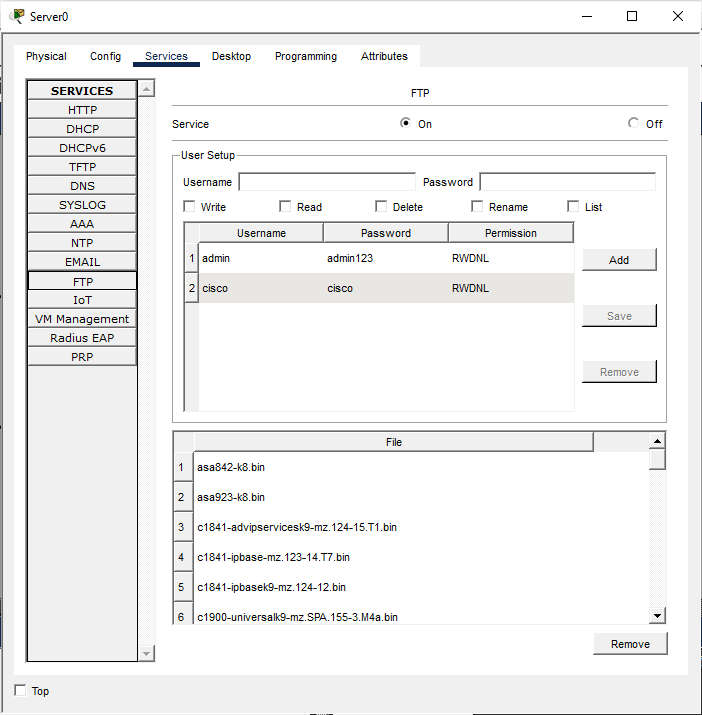 Server0
Physical Config Services Desktop Programming Attributes
SERVICES
HTTP
DHCP
DHCPv6
TFTP
DNS
SYSLOG
AAA
NTP
EMAIL
FTP
IoT
VM Management
Radius EAP
PRP
FTP
Service On Off
User Setup
Username Password
Write Read Delete Rename List
Username Password Permission
1 admin admin123 RWDNL
2 cisco cisco RWDNL
Add
Save
Remove
File
1 asa842-k8.bin
2 asa923-k8.bin
3 c1841-advipservicesk9-mz.124-15.T1.bin
4 c1841-ipbase-mz.123-14.T7.bin
5 c1841-ipbasek9-mz.124-12.bin
6 c1900-universalk9-mz.SPA.155-3.M4a.bin
Remove
Top